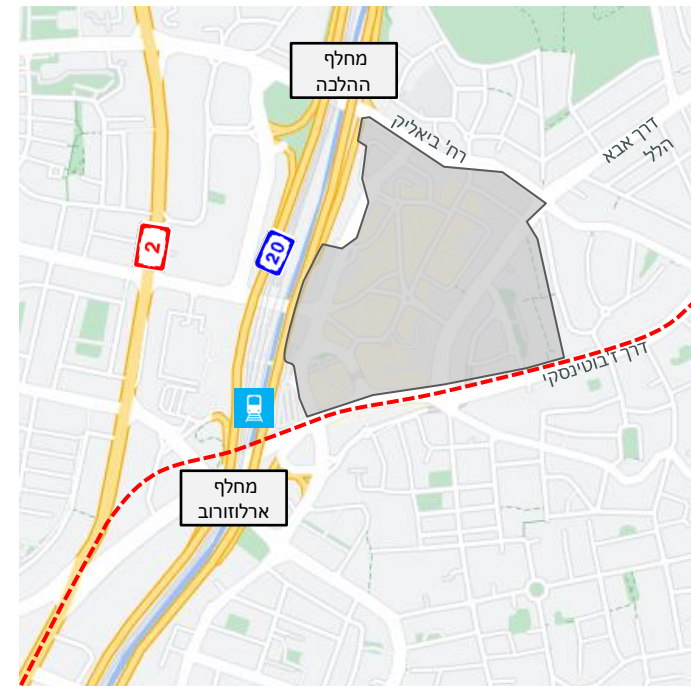 מחלף
ההלכה
רח' ביאליק
דרך אבא
הלל
2
20
דרך ז'בוטינסקי
מחלף
ארלוזורוב